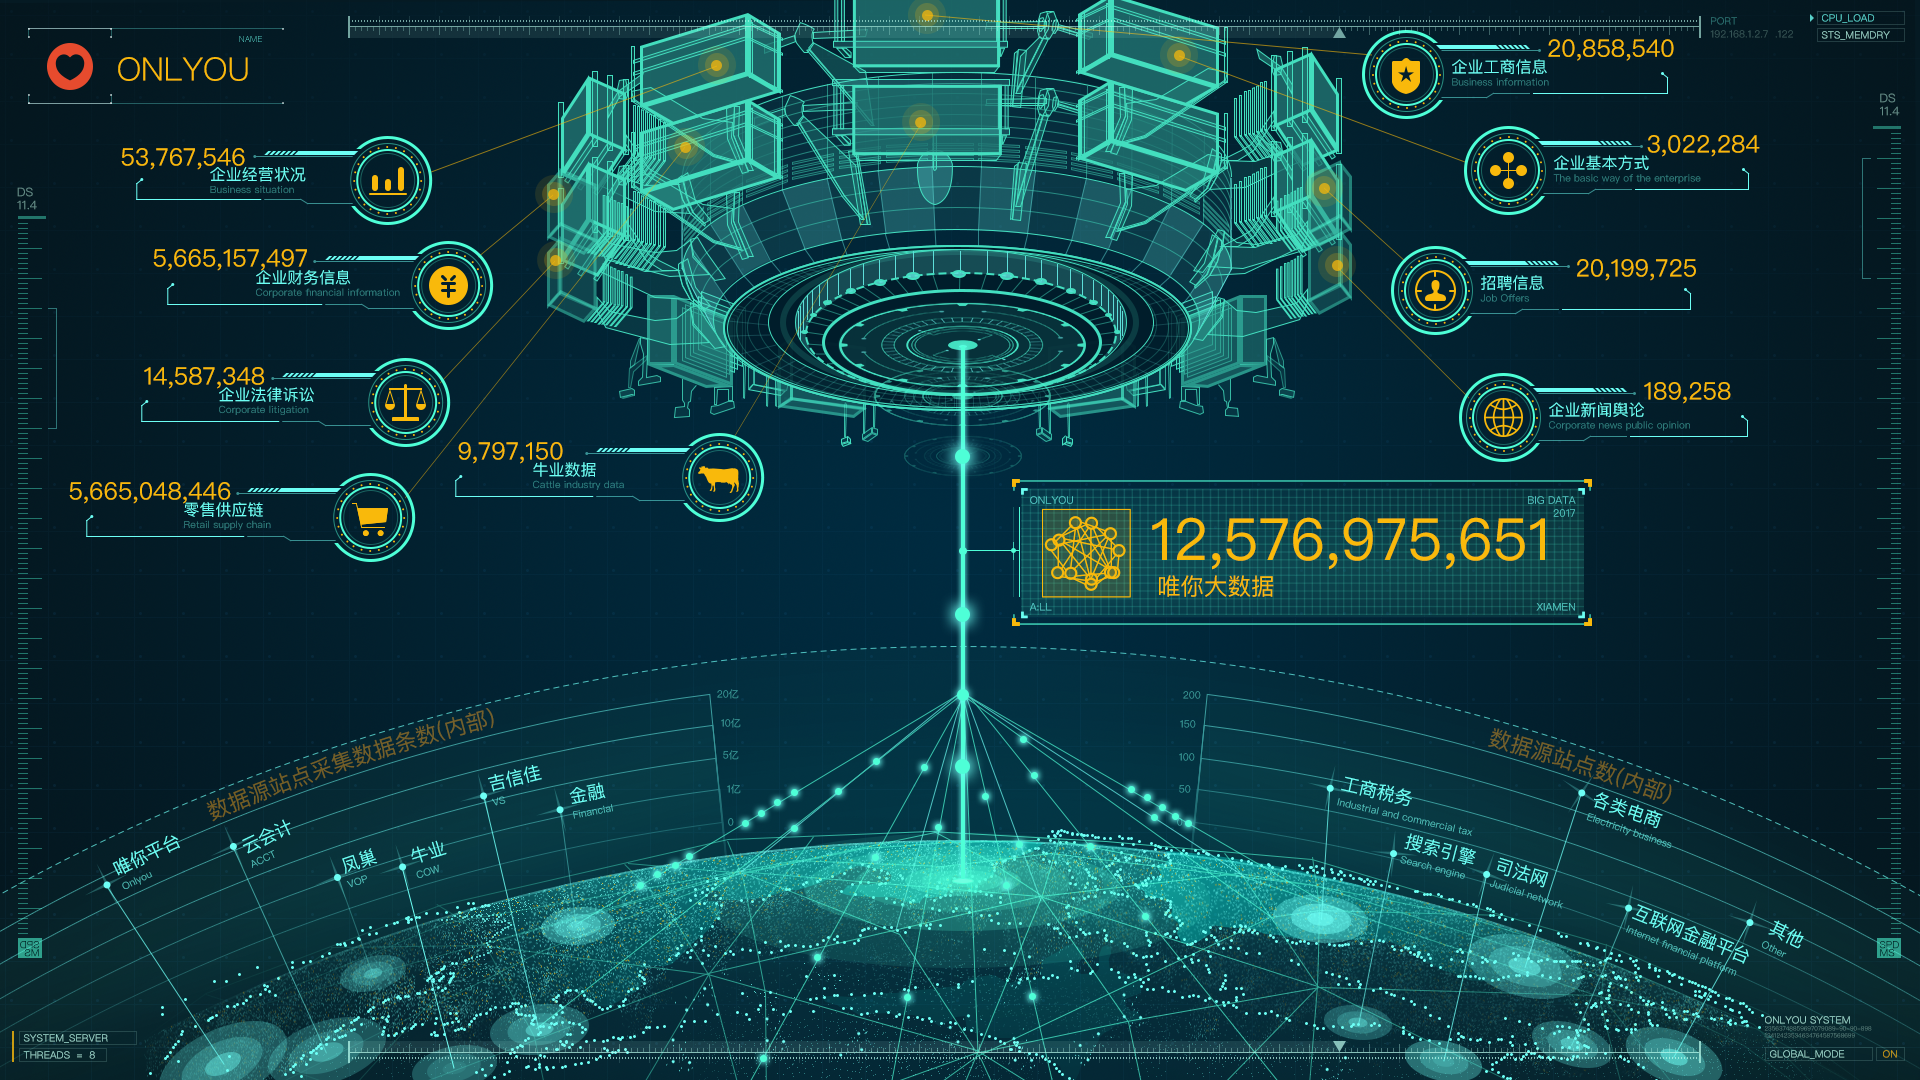 NAME
ONLYOU
PORT
192.168.1.2.7 .122
CPU_LOAD
STS_MEMDRY
DS
11.4
DS
11.4
53,767,546
企业经营状况
Business situation
5,665,157,497
企业财务信息
Corporate financial information
14,587,348
企业法律诉讼
Corporate litigation
5,665,048,446
零售供应链
Retail supply chain
9,797,150
牛业数据
Cattle industry data
20,858,540
企业工商信息
Business information
3,022,284
企业基本方式
The basic way of the enterprise
20,199,725
招聘信息
Job Offers
189,258
企业新闻舆论
Corporate news public opinion
ONLYOU
BIG DATA
2017
12,576,975,651
唯你大数据
A:LL
XIAMEN
数据源站点采集数据条数(内部)
20亿
10亿
5亿
1亿
0
唯你平台
Onlyou
云会计
ACCT
凤巢
VOP
牛业
COW
吉信佳
VS
金融
Financial
数据源站点数(内部)
200
150
100
50
工商税务
Industrial and commercial tax
搜索引擎
Search engine
司法网
Judicial network
各类电商
Electricity business
互联网金融平台
Internet financial platform
其他
Other
SPD
MS
SPD
MS
SYSTEM_SERVER
THREADS = 8
ONLYOU SYSTEM
GLOBAL_MODE
ON